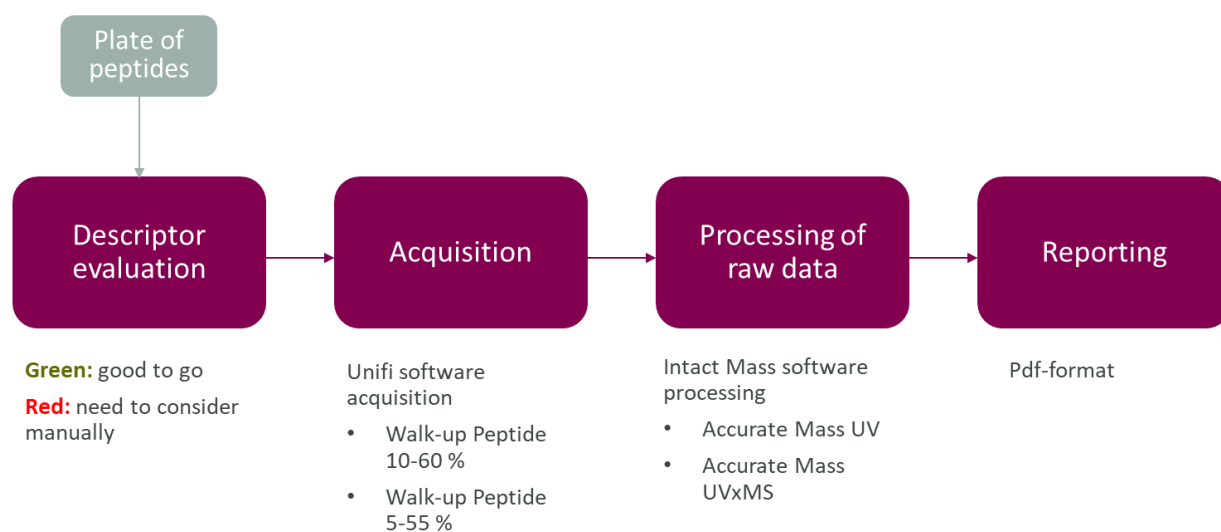 Plate of
peptides
Descriptor
evaluation
Acquisition
Processing of
raw data
Reporting
Green: good to go
Red: need to consider
manually
Unifi software
acquisition
• Walk-up Peptide
10-60 %
• Walk-up Peptide
5-55 %
Intact Mass software
processing
• Accurate Mass UV
• Accurate Mass
UVxMS
Pdf-format